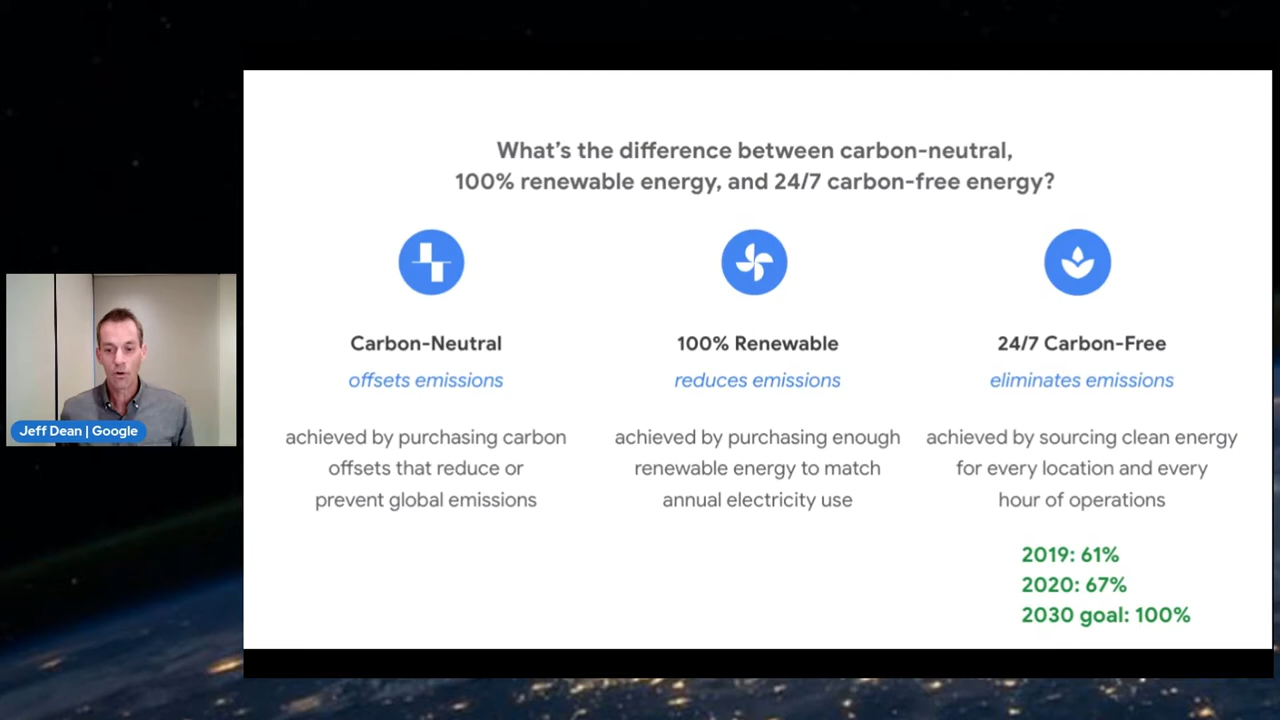 What's the difference between carbon-neutral,
100% renewable energy, and 24/7 carbon-free energy?
Carbon-Neutral
offsets emissions
achieved by purchasing carbon
offsets that reduce or
prevent global emissions
100% Renewable
reduces emissions
achieved by purchasing enough
renewable energy to match
annual electricity use
24/7 Carbon-Free
eliminates emissions
achieved by sourcing clean energy
for every location and every
hour of operations
2019: 61%
2020: 67%
2030 goal: 100%
Jeff Dean | Google